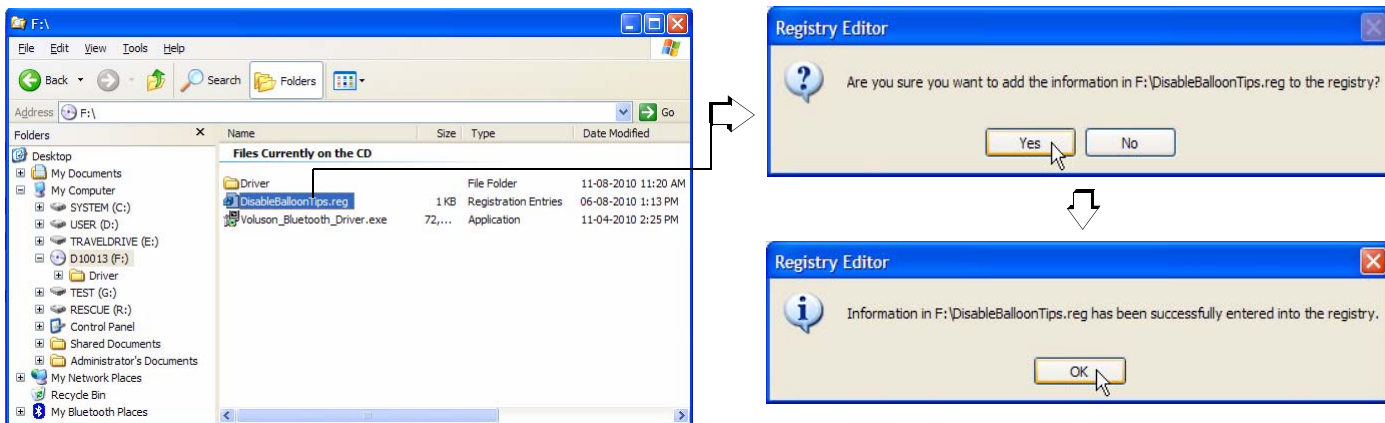 F:\
File Edit View Tools Help
Back Search Folders
Address F:\ Go
Folders X
Desktop
My Documents
My Computer
SYSTEM (C:)
USER (D:)
TRAVELDRIVE (E:)
D10013 (F:)
Driver
TEST (G:)
RESCUE (R:)
Control Panel
Shared Documents
Administrator's Documents
My Network Places
Recycle Bin
My Bluetooth Places
Name Size Type Date Modified
Files Currently on the CD
Driver File Folder 11-08-2010 11:20 AM
DisableBalloonTips.reg 1 KB Registration Entries 06-08-2010 1:13 PM
Voluson_Bluetooth_Driver.exe 72,... Application 11-04-2010 2:25 PM
Registry Editor
Are you sure you want to add the information in F:\DisableBalloonTips.reg to the registry?
Yes No
Registry Editor
Information in F:\DisableBalloonTips.reg has been successfully entered into the registry.
OK